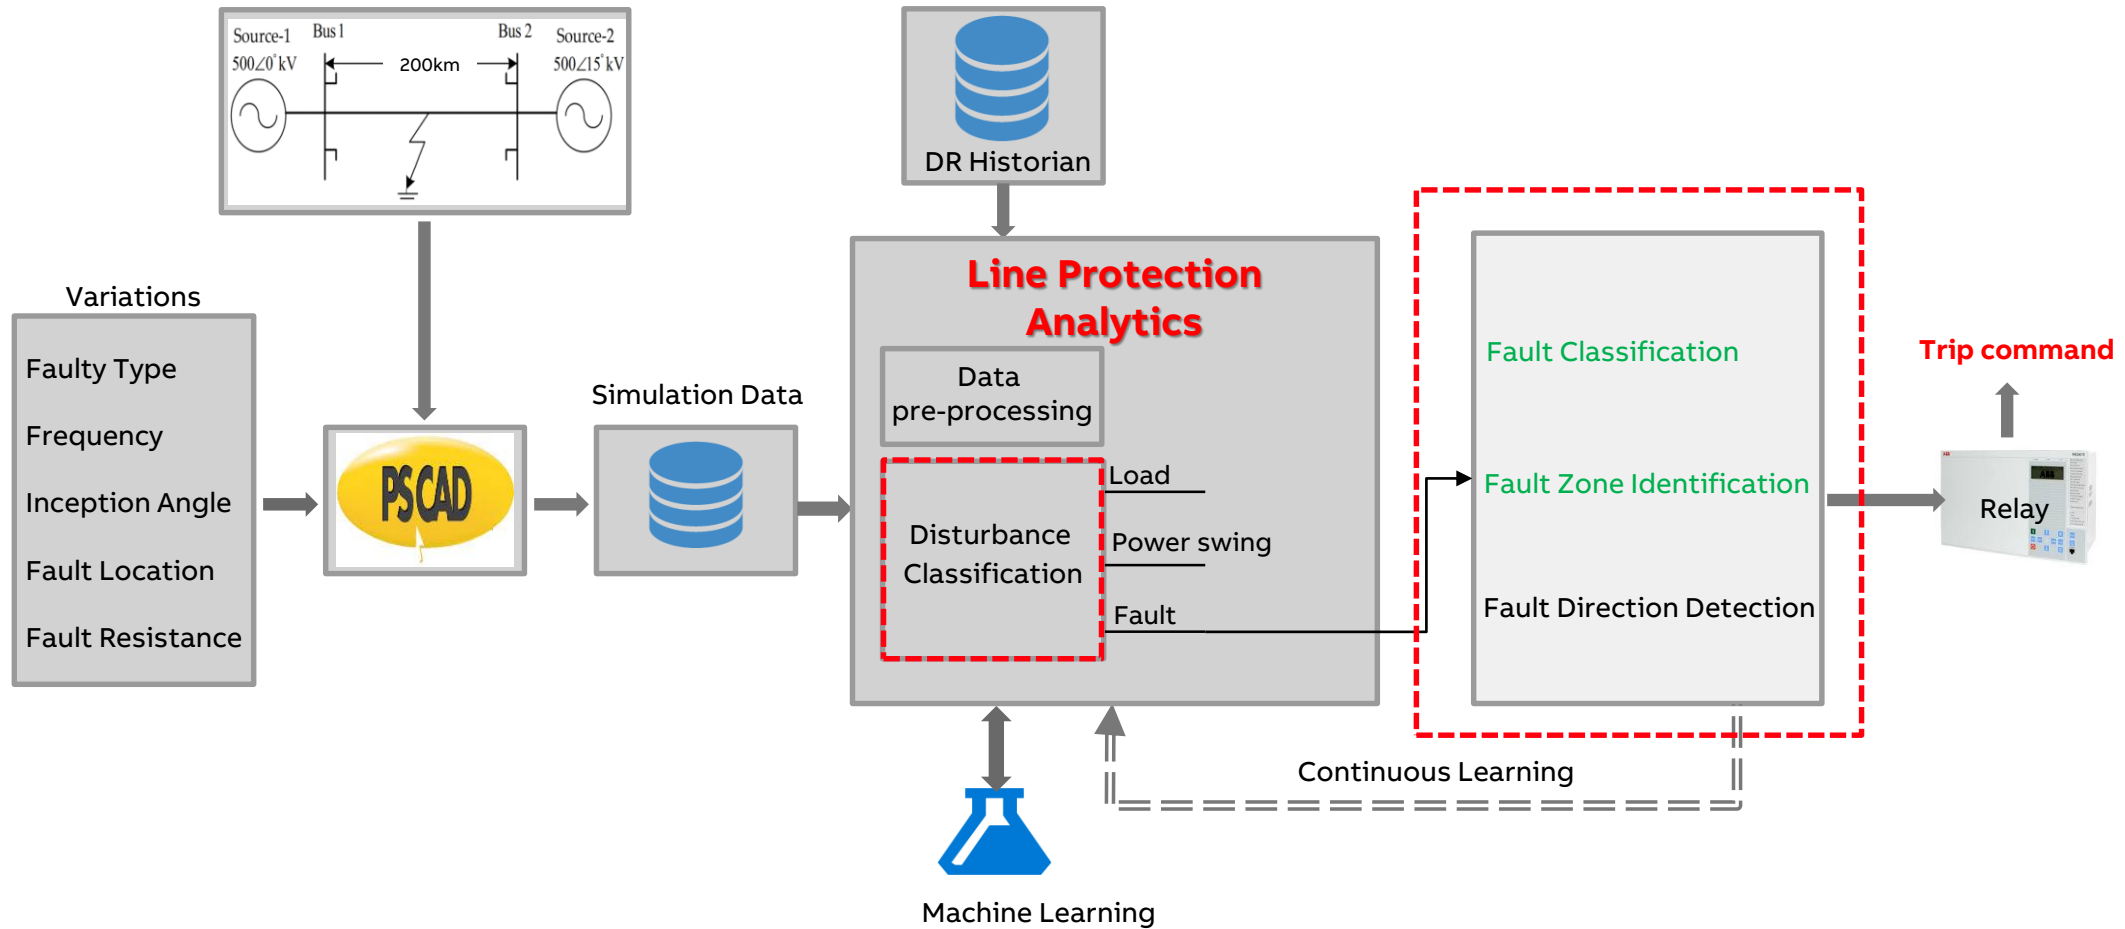 Source-1
Bus 1
Bus 2
Source-2
500∠0° kV
200km
500∠15° kV
DR Historian
Variations
Faulty Type
Frequency
Inception Angle
Fault Location
Fault Resistance
PSCAD
Simulation Data
Line Protection
Analytics
Data
pre-processing
Disturbance
Classification
Load
Power swing
Fault
Fault Classification
Fault Zone Identification
Fault Direction Detection
Trip command
ABB
ABB
Relay
Continuous Learning
Machine Learning